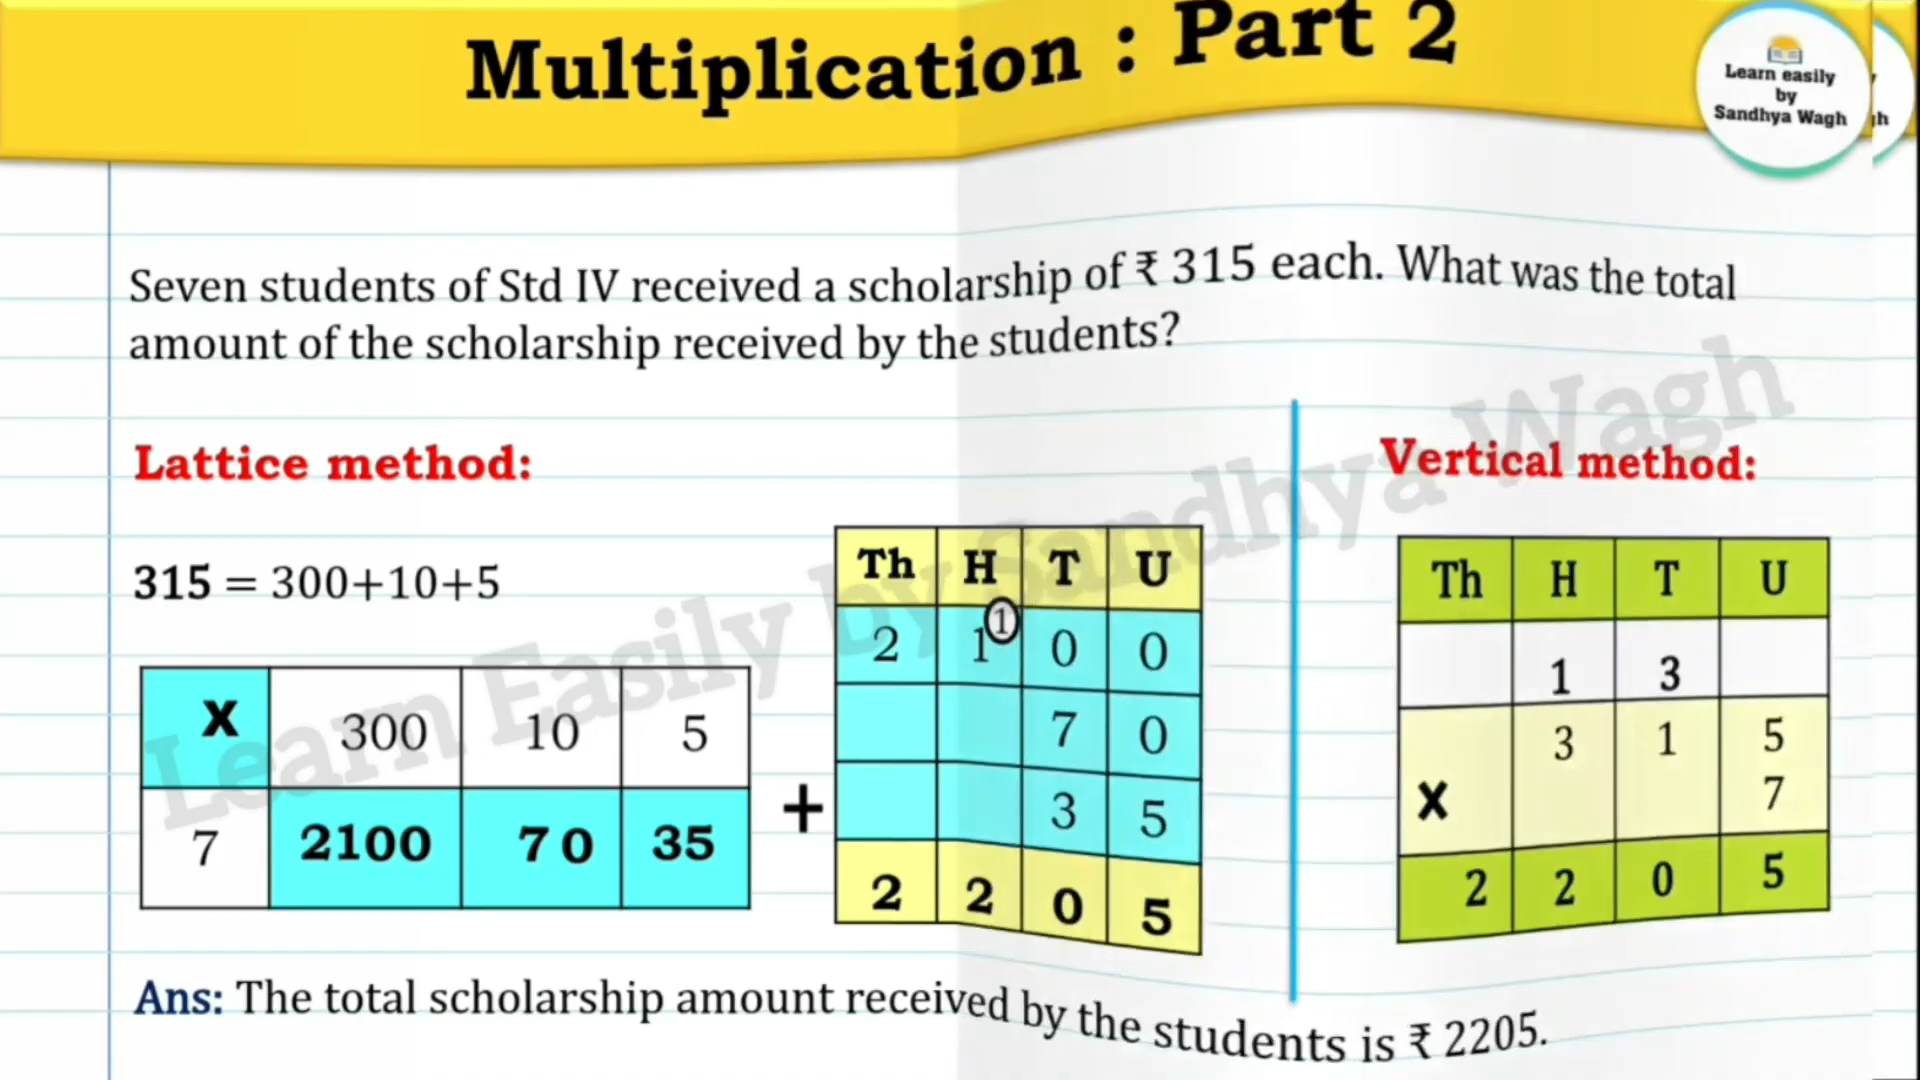 Multiplication : Part 2
Learn easily
by
Sandhya Wagh
Seven students of Std IV received a scholarship of ₹ 315 each. What was the total
amount of the scholarship received by the students?
Lattice method:
315 = 300+10+5
X 300 10 5
7 2100 70 35
+
Th H T U
1
2 1 0 0
7 0
3 5
2 2 0 5
Vertical method:
Th H T U
1 3
3 1 5
X 7
2 2 0 5
Ans: The total scholarship amount received by the students is ₹ 2205.
Learn Easily by Sandhya Wagh